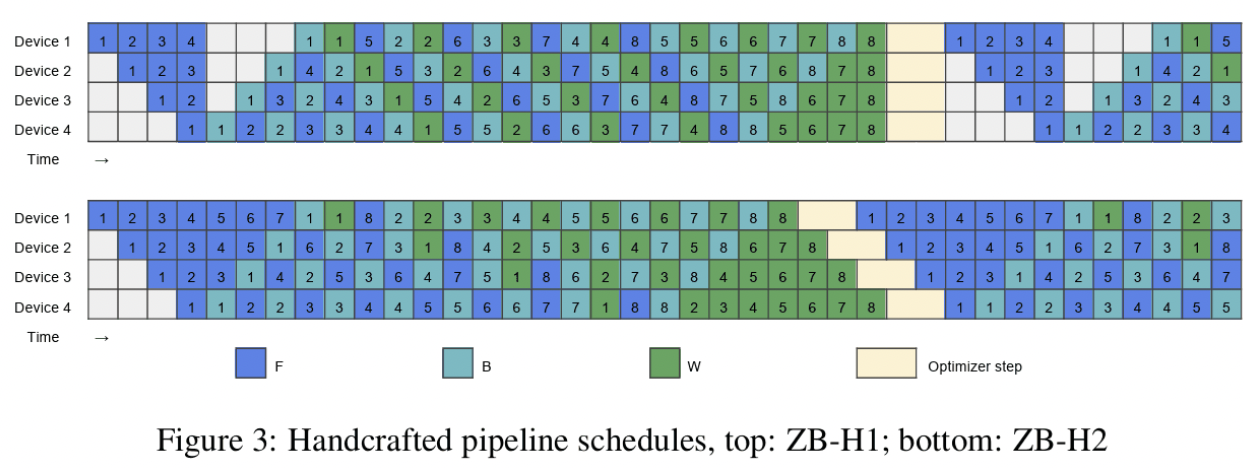 Device 1 1 2 3 4 1 1 5 2 2 6 3 3 7 4 4 8 5 5 6 6 7 7 8 8 1 2 3 4 1 1 5
Device 2 1 2 3 1 4 2 1 5 3 2 6 4 3 7 5 4 8 6 5 7 6 8 7 8 1 2 3 1 4 2 1
Device 3 1 2 1 3 2 4 3 1 5 4 2 6 5 3 7 6 4 8 7 5 8 6 7 8 1 2 1 3 2 4 3
Device 4 1 1 2 2 3 3 4 4 1 5 5 2 6 6 3 7 7 4 8 8 5 6 7 8 1 1 2 2 3 3 4
Time →
Device 1 1 2 3 4 5 6 7 1 1 8 2 2 3 3 4 4 5 5 6 6 7 7 8 8 1 2 3 4 5 6 7 1 1 8 2 2 3
Device 2 1 2 3 4 5 1 6 2 7 3 1 8 4 2 5 3 6 4 7 5 8 6 7 8 1 2 3 4 5 1 6 2 7 3 1 8
Device 3 1 2 3 1 4 2 5 3 6 4 7 5 1 8 6 2 7 3 8 4 5 6 7 8 1 2 3 1 4 2 5 3 6 4 7
Device 4 1 1 2 2 3 3 4 4 5 5 6 6 7 7 1 8 8 2 3 4 5 6 7 8 1 1 2 2 3 3 4 4 5 5
Time →
F B W Optimizer step
Figure 3: Handcrafted pipeline schedules, top: ZB-H1; bottom: ZB-H2